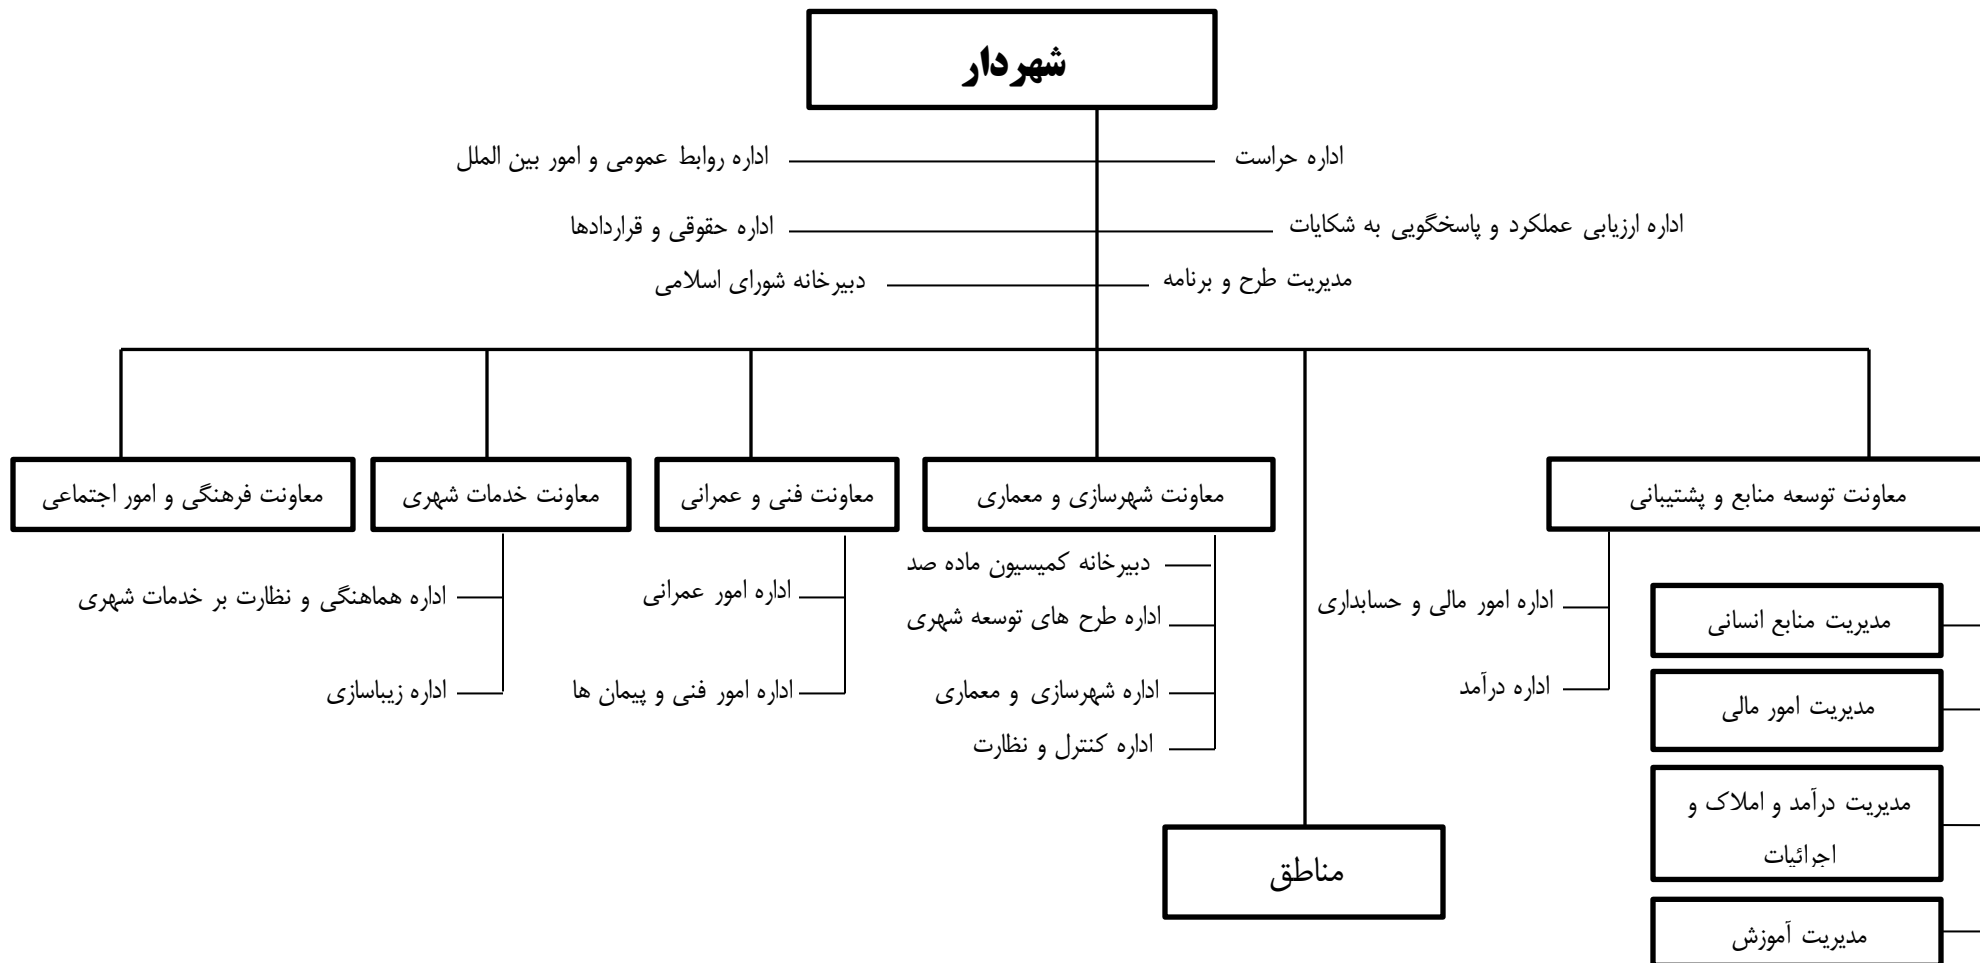 شهردار
اداره حراست
اداره روابط عمومی و امور بین الملل
اداره ارزیابی عملکرد و پاسخگویی به شکایات
اداره حقوقی و قراردادها
مدیریت طرح و برنامه
دبیرخانه شورای اسلامی
معاونت توسعه منابع و پشتیبانی
معاونت شهرسازی و معماری
معاونت فنی و عمرانی
معاونت خدمات شهری
معاونت فرهنگی و امور اجتماعی
مدیریت منابع انسانی
مدیریت امور مالی
مدیریت درآمد و املاک و
اجرائیات
مدیریت آموزش
اداره امور مالی و حسابداری
اداره درآمد
مناطق
دبیرخانه کمیسیون ماده صد
اداره طرح های توسعه شهری
اداره شهرسازی و معماری
اداره کنترل و نظارت
اداره امور عمرانی
اداره امور فنی و پیمان ها
اداره هماهنگی و نظارت بر خدمات شهری
اداره زیباسازی